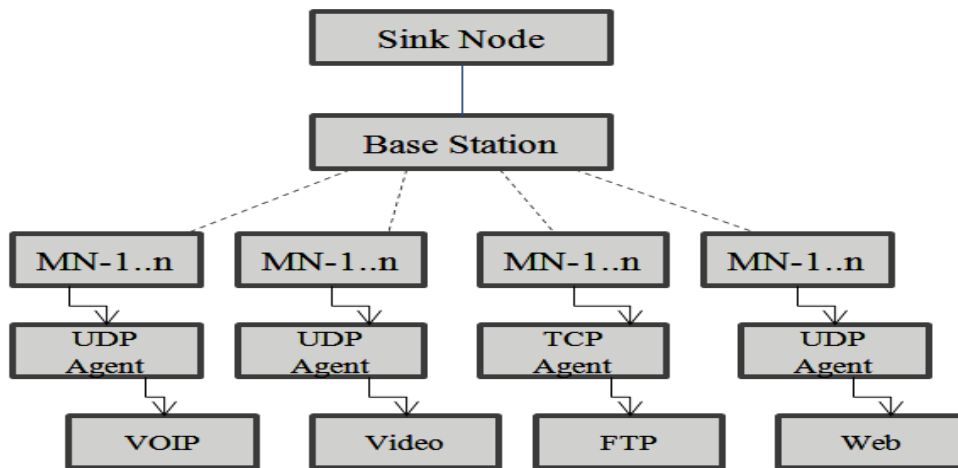 Sink Node
Base Station
MN-1..n
MN-1..n
MN-1..n
MN-1..n
UDP
Agent
UDP
Agent
TCP
Agent
UDP
Agent
VOIP
Video
FTP
Web